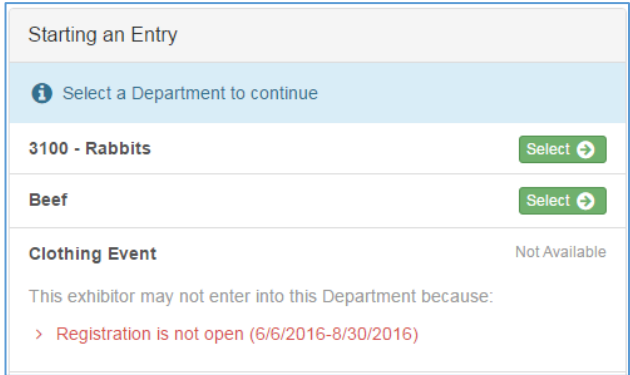 Starting an Entry
Select a Department to continue
3100 - Rabbits Select
Beef Select
Clothing Event Not Available
This exhibitor may not enter into this Department because:
> Registration is not open (6/6/2016-8/30/2016)